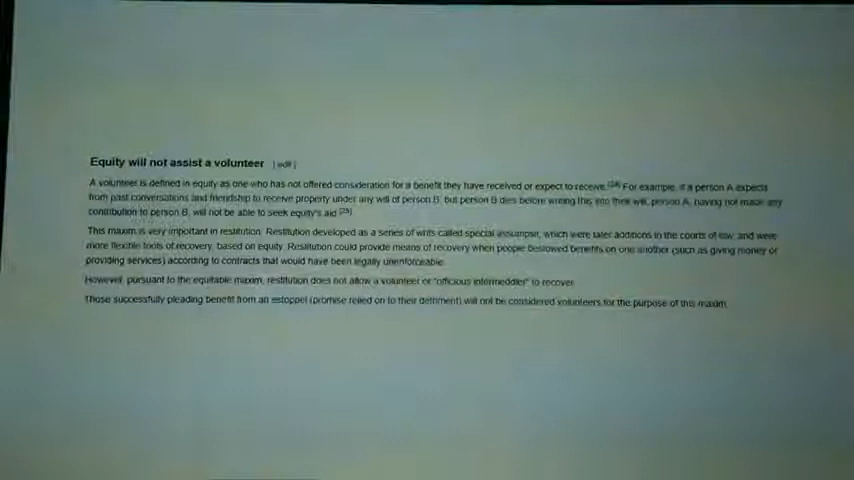 Equity will not assist a volunteer [edit]
A volunteer is defined in equity as one who has not offered consideration for a benefit they have received or expect to receive.[24] For example, if a person A expects
from past conversations and friendship to receive property under any will of person B, but person B dies before writing this into their will, person A, having not made any
contribution to person B, will not be able to seek equity's aid.[25]
This maxim is very important in restitution. Restitution developed as a series of writs called special assumpsit, which were later additions in the courts of law, and were
more flexible tools of recovery, based on equity. Restitution could provide means of recovery when people bestowed benefits on one another (such as giving money or
providing services) according to contracts that would have been legally unenforceable.
However, pursuant to the equitable maxim, restitution does not allow a volunteer or "officious intermeddler" to recover.
Those successfully pleading benefit from an estoppel (promise relied on to their detriment) will not be considered volunteers for the purpose of this maxim.